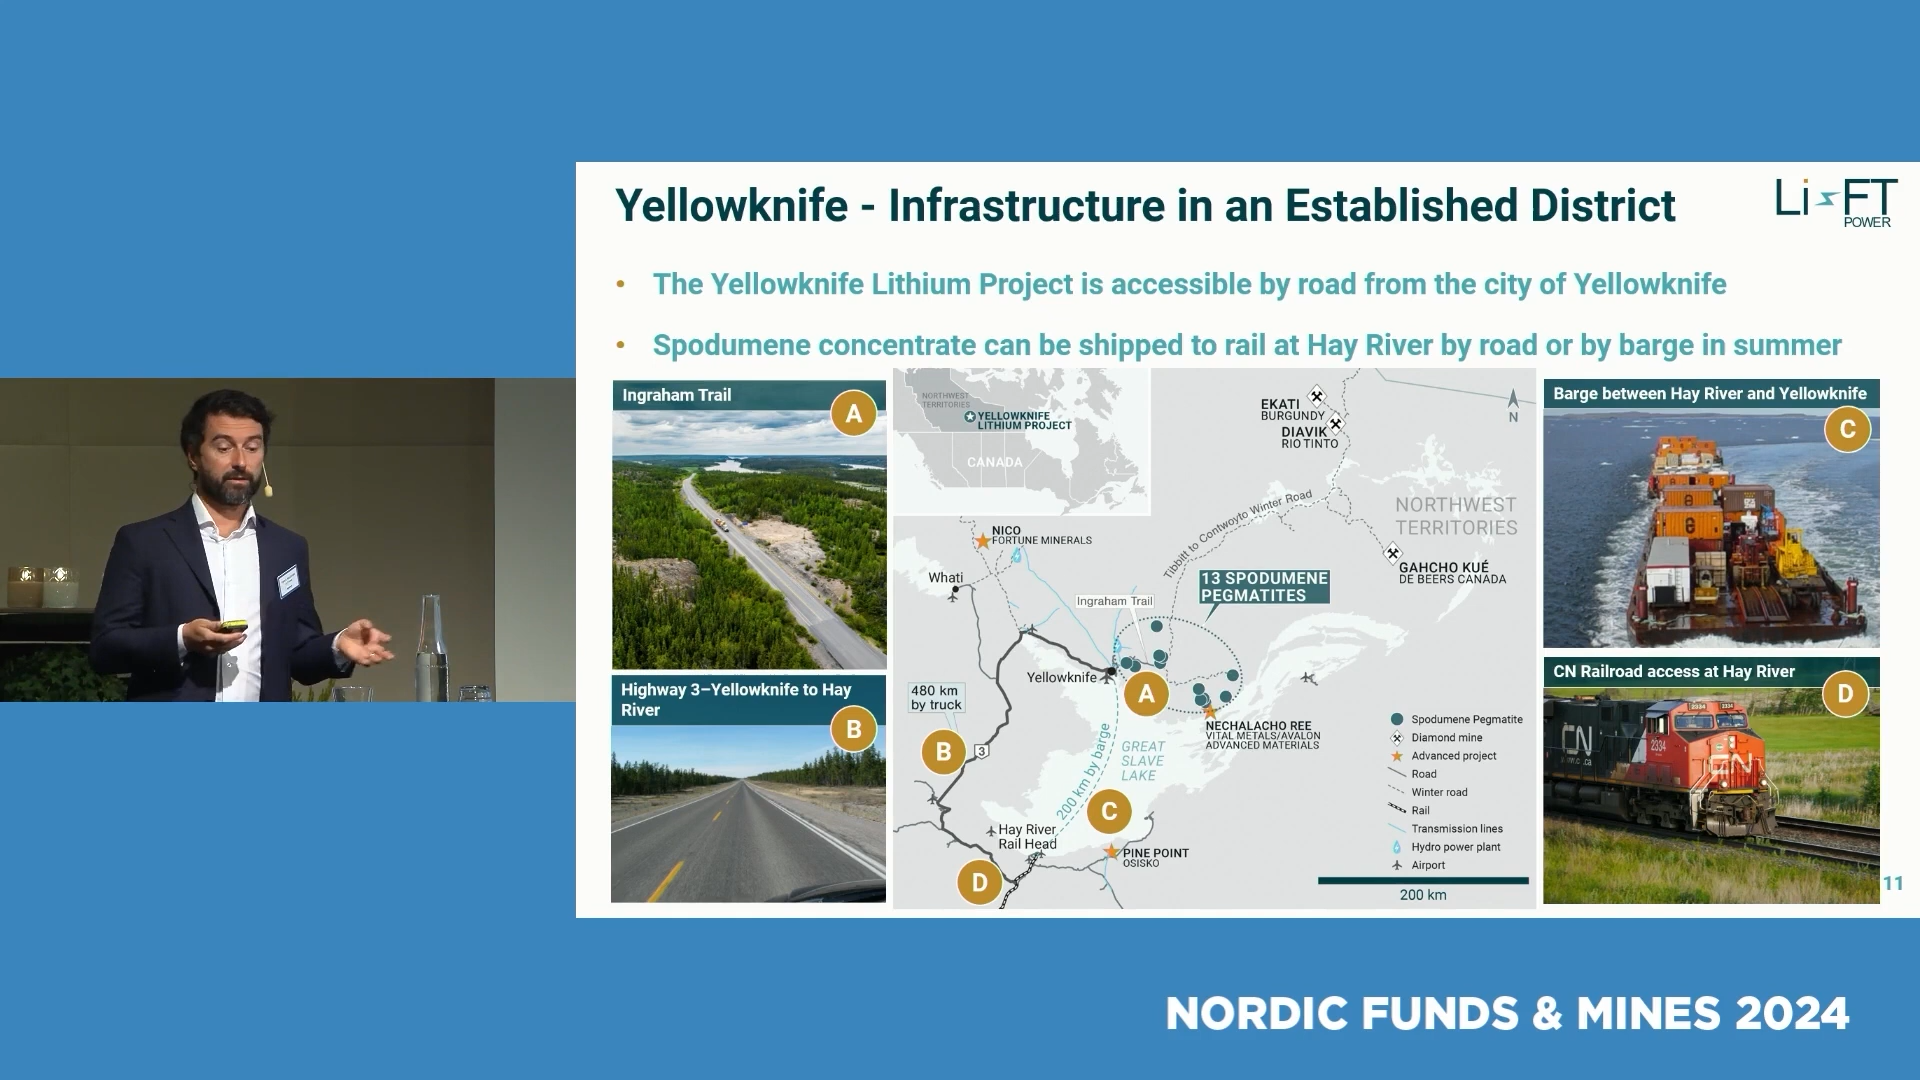 Yellowknife - Infrastructure in an Established District
Li FT
POWER
• The Yellowknife Lithium Project is accessible by road from the city of Yellowknife
• Spodumene concentrate can be shipped to rail at Hay River by road or by barge in summer
Ingraham Trail
A
Highway 3–Yellowknife to Hay
River
B
NORTHWEST
TERRITORIES
YELLOWKNIFE
LITHIUM PROJECT
CANADA
EKATI
BURGUNDY
DIAVIK
RIO TINTO
N
NORTHWEST
TERRITORIES
Tibbitt to Contwoyto Winter Road
GAHCHO KUÉ
DE BEERS CANADA
NICO
FORTUNE MINERALS
Whati
Ingraham Trail
13 SPODUMENE
PEGMATITES
Yellowknife
A
480 km
by truck
B
3
NECHALACHO REE
VITAL METALS/AVALON
ADVANCED MATERIALS
GREAT
SLAVE
LAKE
200 km by barge
C
Hay River
Rail Head
PINE POINT
OSISKO
D
Spodumene Pegmatite
Diamond mine
Advanced project
Road
Winter road
Rail
Transmission lines
Hydro power plant
Airport
200 km
Barge between Hay River and Yellowknife
C
CN Railroad access at Hay River
D
CN
2334
2334
2334
CN
11
NORDIC FUNDS & MINES 2024